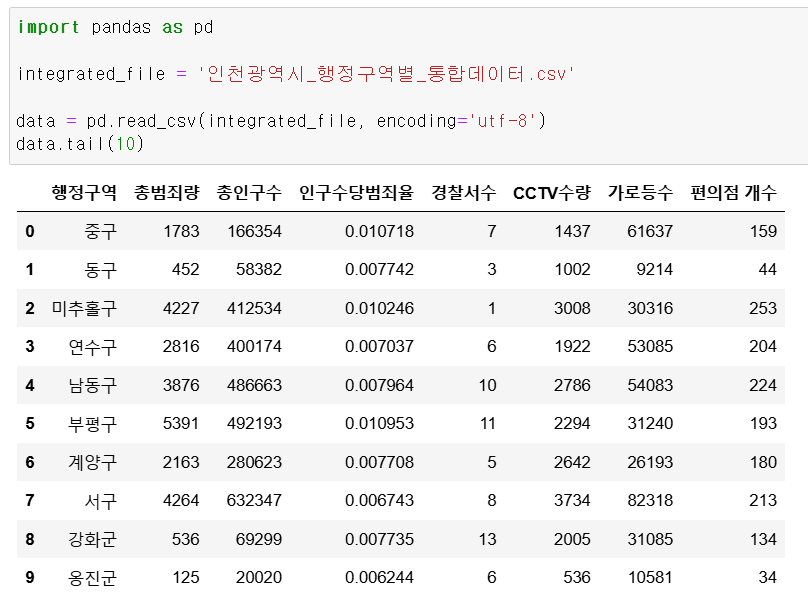 import pandas as pd
integrated_file = '인천광역시_행정구역별_통합데이터.csv'
data = pd.read_csv(integrated_file, encoding='utf-8')
data.tail(10)
행정구역 총범죄량 총인구수 인구수당범죄율 경찰서수 CCTV수량 가로등수 편의점 개수
0 중구 1783 166354 0.010718 7 1437 61637 159
1 동구 452 58382 0.007742 3 1002 9214 44
2 미추홀구 4227 412534 0.010246 1 3008 30316 253
3 연수구 2816 400174 0.007037 6 1922 53085 204
4 남동구 3876 486663 0.007964 10 2786 54083 224
5 부평구 5391 492193 0.010953 11 2294 31240 193
6 계양구 2163 280623 0.007708 5 2642 26193 180
7 서구 4264 632347 0.006743 8 3734 82318 213
8 강화군 536 69299 0.007735 13 2005 31085 134
9 옹진군 125 20020 0.006244 6 536 10581 34